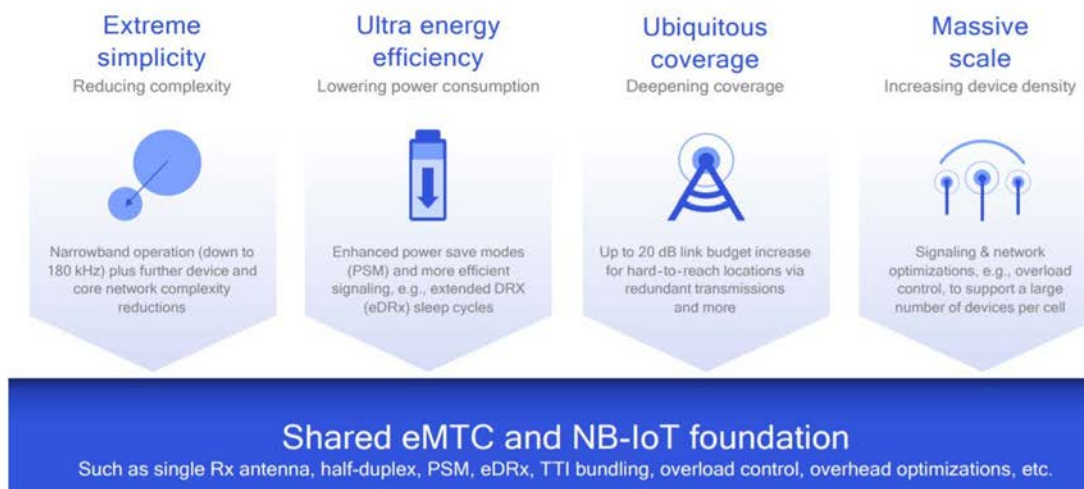 Extreme
simplicity
Reducing complexity
Narrowband operation (down to
180 kHz) plus further device and
core network complexity
reductions
Ultra energy
efficiency
Lowering power consumption
Enhanced power save modes
(PSM) and more efficient
signaling, e.g., extended DRX
(eDRx) sleep cycles
Ubiquitous
coverage
Deepening coverage
Up to 20 dB link budget increase
for hard-to-reach locations via
redundant transmissions
and more
Massive
scale
Increasing device density
Signaling & network
optimizations, e.g., overload
control, to support a large
number of devices per cell
Shared eMTC and NB-IoT foundation
Such as single Rx antenna, half-duplex, PSM, eDRx, TTI bundling, overload control, overhead optimizations, etc.